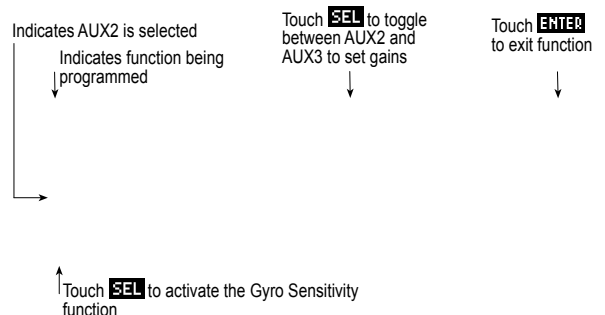 Indicates AUX2 is selected
Indicates function being
programmed
Touch SEL to toggle
between AUX2 and
AUX3 to set gains
Touch ENTER
to exit function
Touch SEL to activate the Gyro Sensitivity
function